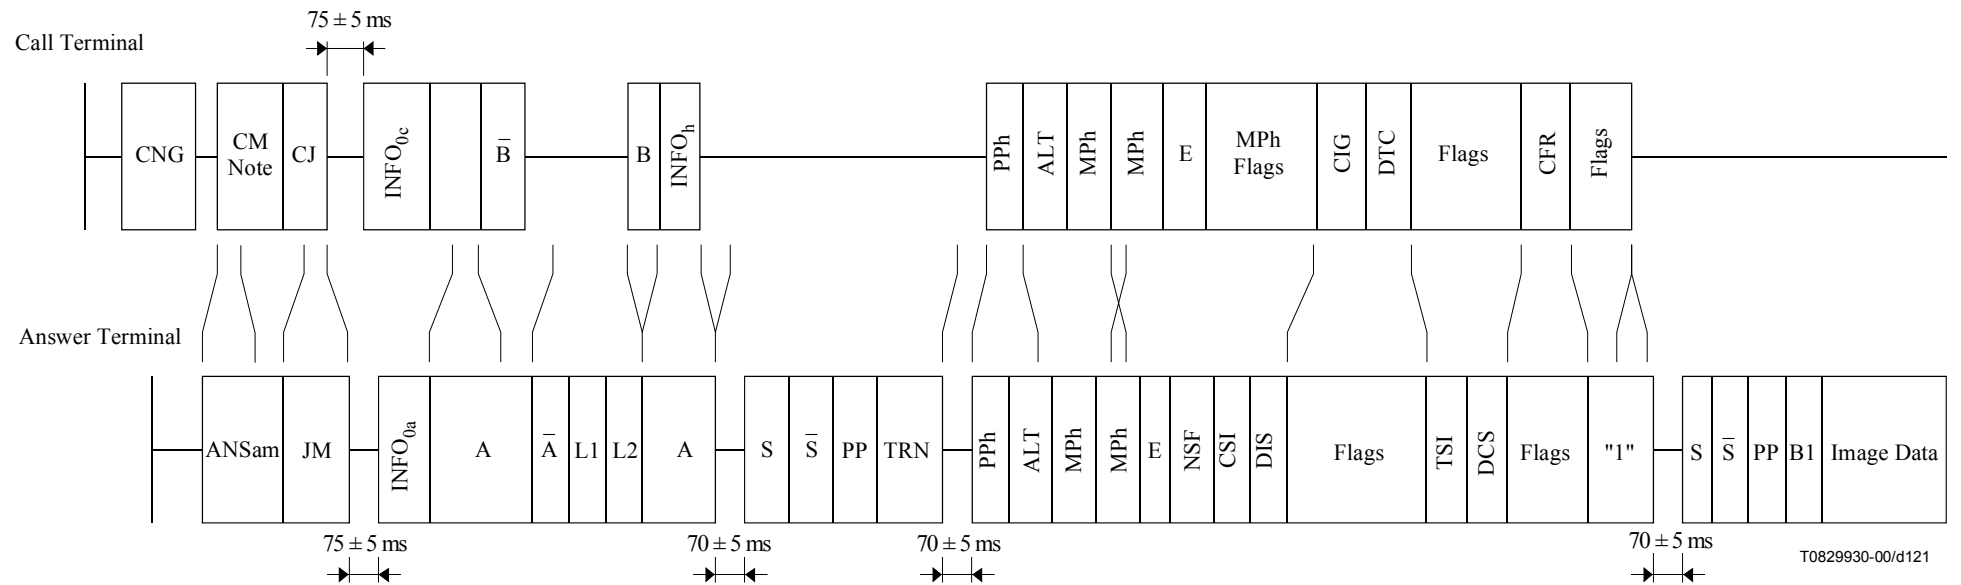 75 ± 5 ms
Call Terminal
CNG
CM
Note
CJ
INFO0c
B̅
B
INFOh
PPh
ALT
MPh
MPh
E
MPh
Flags
CIG
DTC
Flags
CFR
Flags
Answer Terminal
ANSam
JM
INFO0a
A
A̅
L1
L2
A
S
S̅
PP
TRN
PPh
ALT
MPh
MPh
E
NSF
CSI
DIS
Flags
TSI
DCS
Flags
"1"
S
S̅
PP
B1
Image Data
75 ± 5 ms
70 ± 5 ms
70 ± 5 ms
70 ± 5 ms
T0829930-00/d121